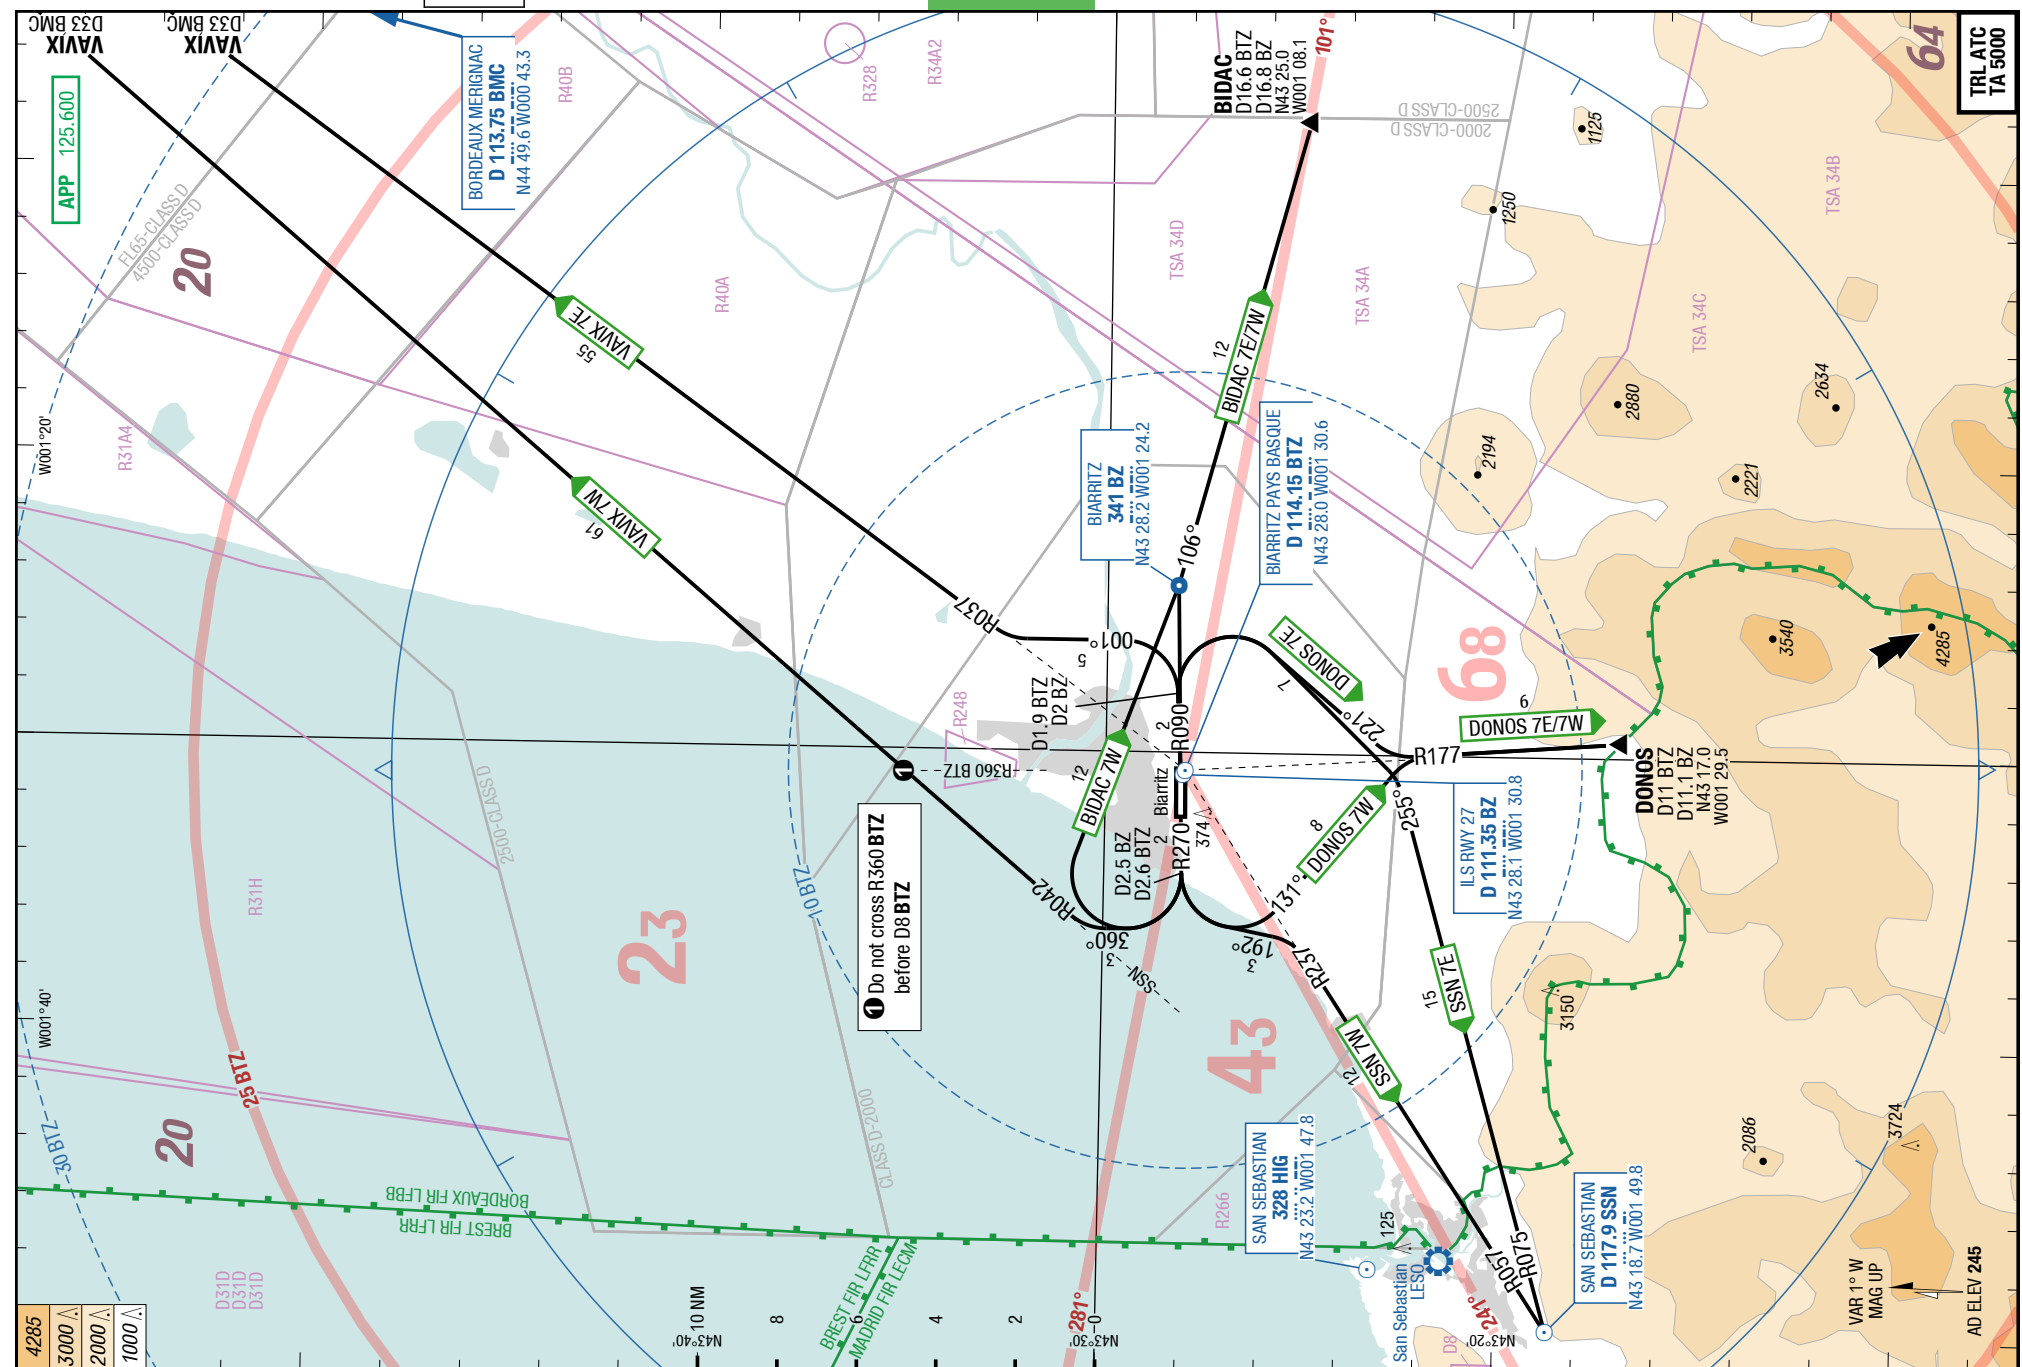 D33 BMC
VAVIX
D33 BMC
VAVIX
APP 125.600
BORDEAUX MERIGNAC
D 113.75 BMC
N44 49.6 W000 43.3
R40B
R328
R34A2
BIDAC
D16.6 BTZ
D16.8 BZ
N43 25.0
W001 08.1
101°
64
TRL ATC
TA 5000
2500-CLASS D
2000-CLASS D
1125
1250
TSA 34B
FL65-CLASS D
4500-CLASS D
20
R40A
TSA 34D
TSA 34A
TSA 34C
VAVIX 7E
55
12
BIDAC 7E/7W
2880
2634
2194
2221
W001°20'
R31A4
VAVIX 7W
61
BIARRITZ
341 BZ
N43 28.2 W001 24.2
BIARRITZ PAYS BASQUE
D 114.15 BTZ
N43 28.0 W001 30.6
106°
R037
001°
5
DONOS 7E
7
221°
68
3540
4285
D1.9 BTZ
D2 BZ
2
R090
R248
9
DONOS 7E/7W
R177
DONOS
D11 BTZ
D11.1 BZ
N43 17.0
W001 29.5
1
R360 BTZ
12
BIDAC 7W
Biarritz
374
2
R270
D2.5 BZ
D2.6 BTZ
8
DONOS 7W
131°
255°
ILS RWY 27
D 111.35 BZ
N43 28.1 W001 30.8
1 Do not cross R360 BTZ
before D8 BTZ
10 BTZ
2500-CLASS D
R31H
23
R042
360°
3
SSN
192°
3
R237
15
SSN 7E
3150
W001°40'
25 BTZ
30 BTZ
43
12
SSN 7W
CLASS D-2000
20
BORDEAUX FIR LFBB
BREST FIR LFRR
R266
SAN SEBASTIAN
328 HIG
N43 23.2 W001 47.8
125
2086
3724
SAN SEBASTIAN
D 117.9 SSN
N43 18.7 W001 49.8
D31D
D31D
D31D
BREST FIR LFRR
MADRID FIR LECM
San Sebastian
LESO
R057
R075
241°
281°
D8
N43°40'
N43°30'
N43°20'
10 NM
8
6
4
2
0
VAR 1° W
MAG UP
AD ELEV 245
4285
3000
2000
1000